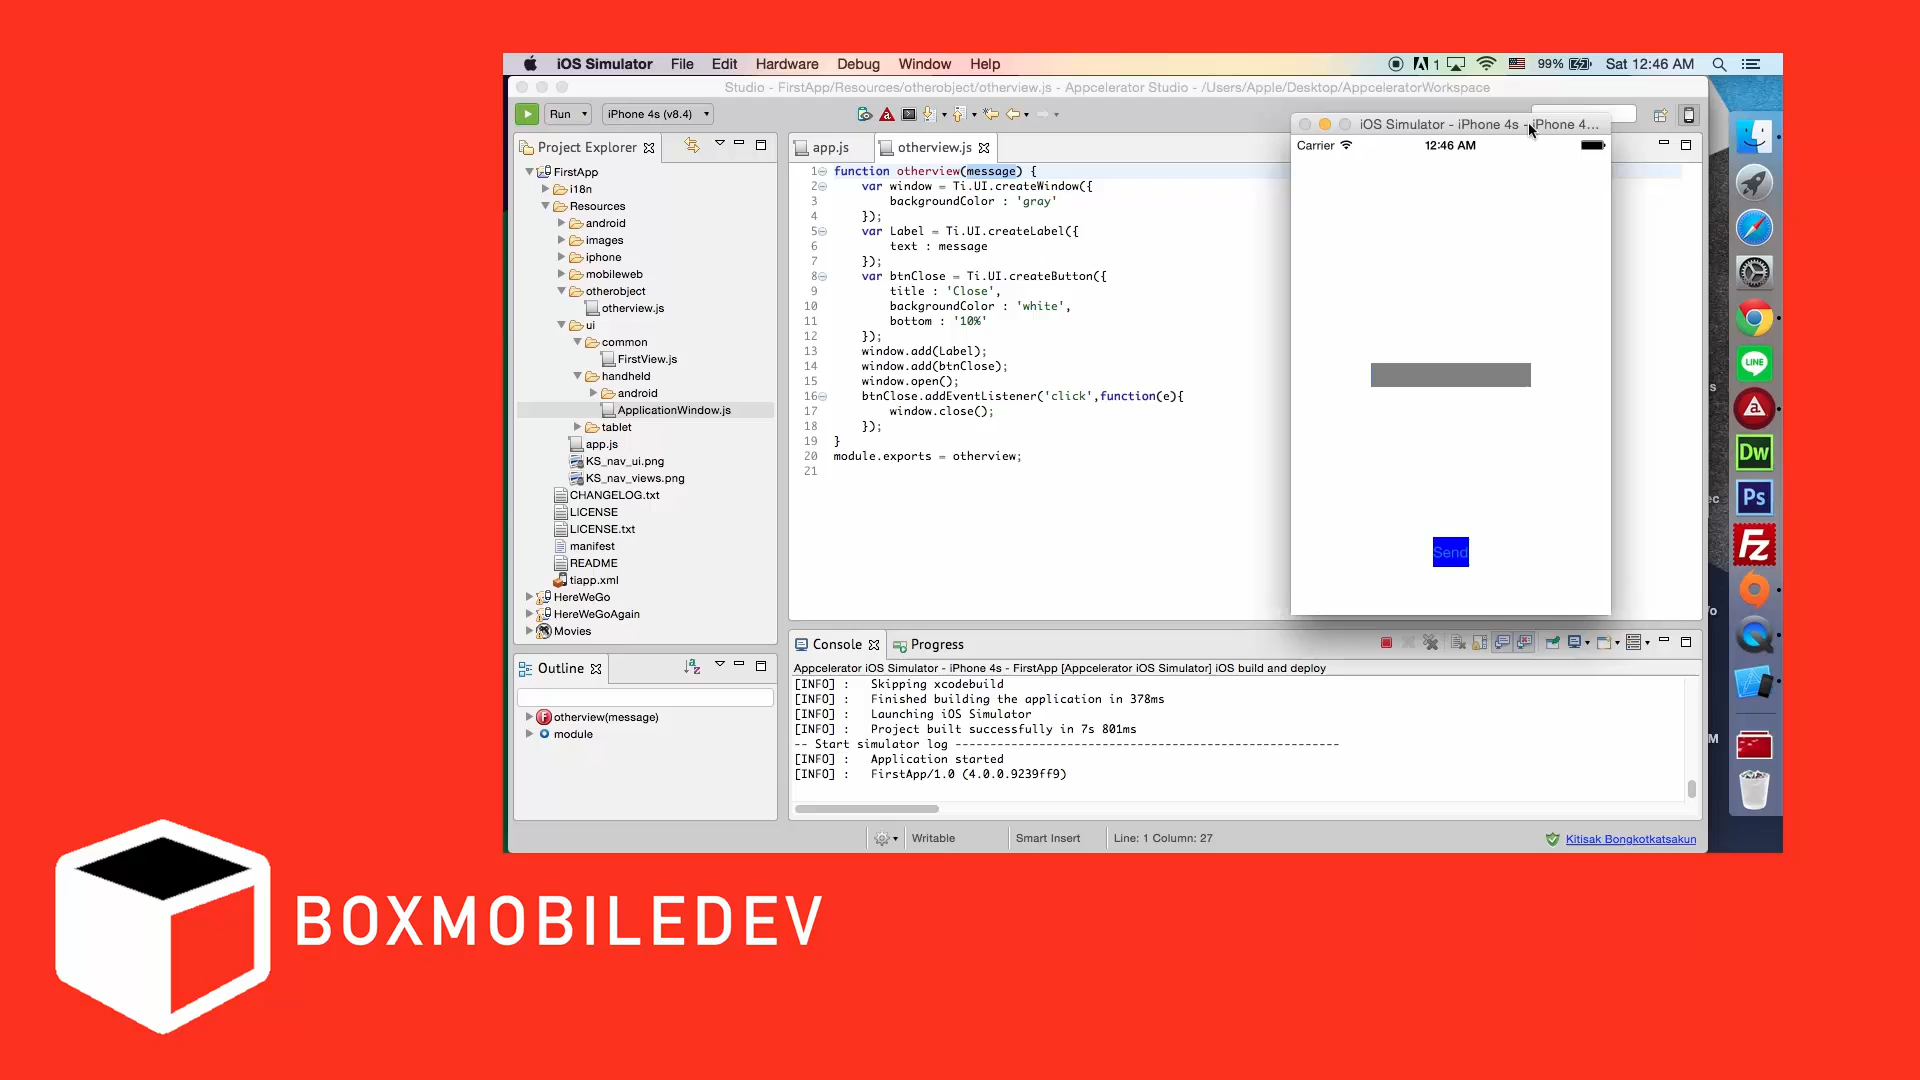 iOS Simulator File Edit Hardware Debug Window Help 1 99% Sat 12:46 AM
Studio - FirstApp/Resources/otherobject/otherview.js - Appcelerator Studio - /Users/Apple/Desktop/AppceleratorWorkspace
Run iPhone 4s (v8.4)
Project Explorer
FirstApp
i18n
Resources
android
images
iphone
mobileweb
otherobject
otherview.js
ui
common
FirstView.js
handheld
android
ApplicationWindow.js
tablet
app.js
KS_nav_ui.png
KS_nav_views.png
CHANGELOG.txt
LICENSE
LICENSE.txt
manifest
README
tiapp.xml
HereWeGo
HereWeGoAgain
Movies
Outline
otherview(message)
module
app.js otherview.js
1 function otherview(message) {
2 var window = Ti.UI.createWindow({
3 backgroundColor : 'gray'
4 });
5 var Label = Ti.UI.createLabel({
6 text : message
7 });
8 var btnClose = Ti.UI.createButton({
9 title : 'Close',
10 backgroundColor : 'white',
11 bottom : '10%'
12 });
13 window.add(Label);
14 window.add(btnClose);
15 window.open();
16 btnClose.addEventListener('click',function(e){
17 window.close();
18 });
19 }
20 module.exports = otherview;
21
iOS Simulator - iPhone 4s - iPhone 4...
Carrier 12:46 AM
Send
Console Progress
Appcelerator iOS Simulator - iPhone 4s - FirstApp [Appcelerator iOS Simulator] iOS build and deploy
[INFO] : Skipping xcodebuild
[INFO] : Finished building the application in 378ms
[INFO] : Launching iOS Simulator
[INFO] : Project built successfully in 7s 801ms
-- Start simulator log -------------------------------------------------------
[INFO] : Application started
[INFO] : FirstApp/1.0 (4.0.0.9239ff9)
Writable Smart Insert Line: 1 Column: 27
Kitisak Bongkotkatsakun
LINE
Dw
Ps
Fz
BOXMOBILEDEV